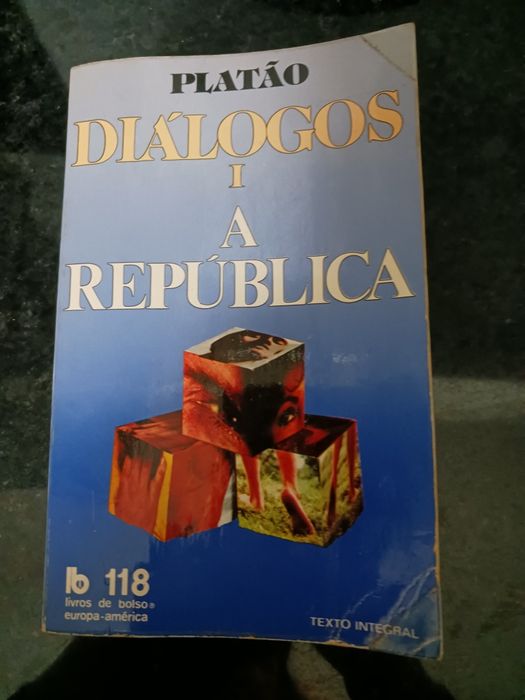 PLATÃO
DIÁLOGOS
I
A
REPÚBLICA
lb 118
livros de bolso®
europa-américa
TEXTO INTEGRAL